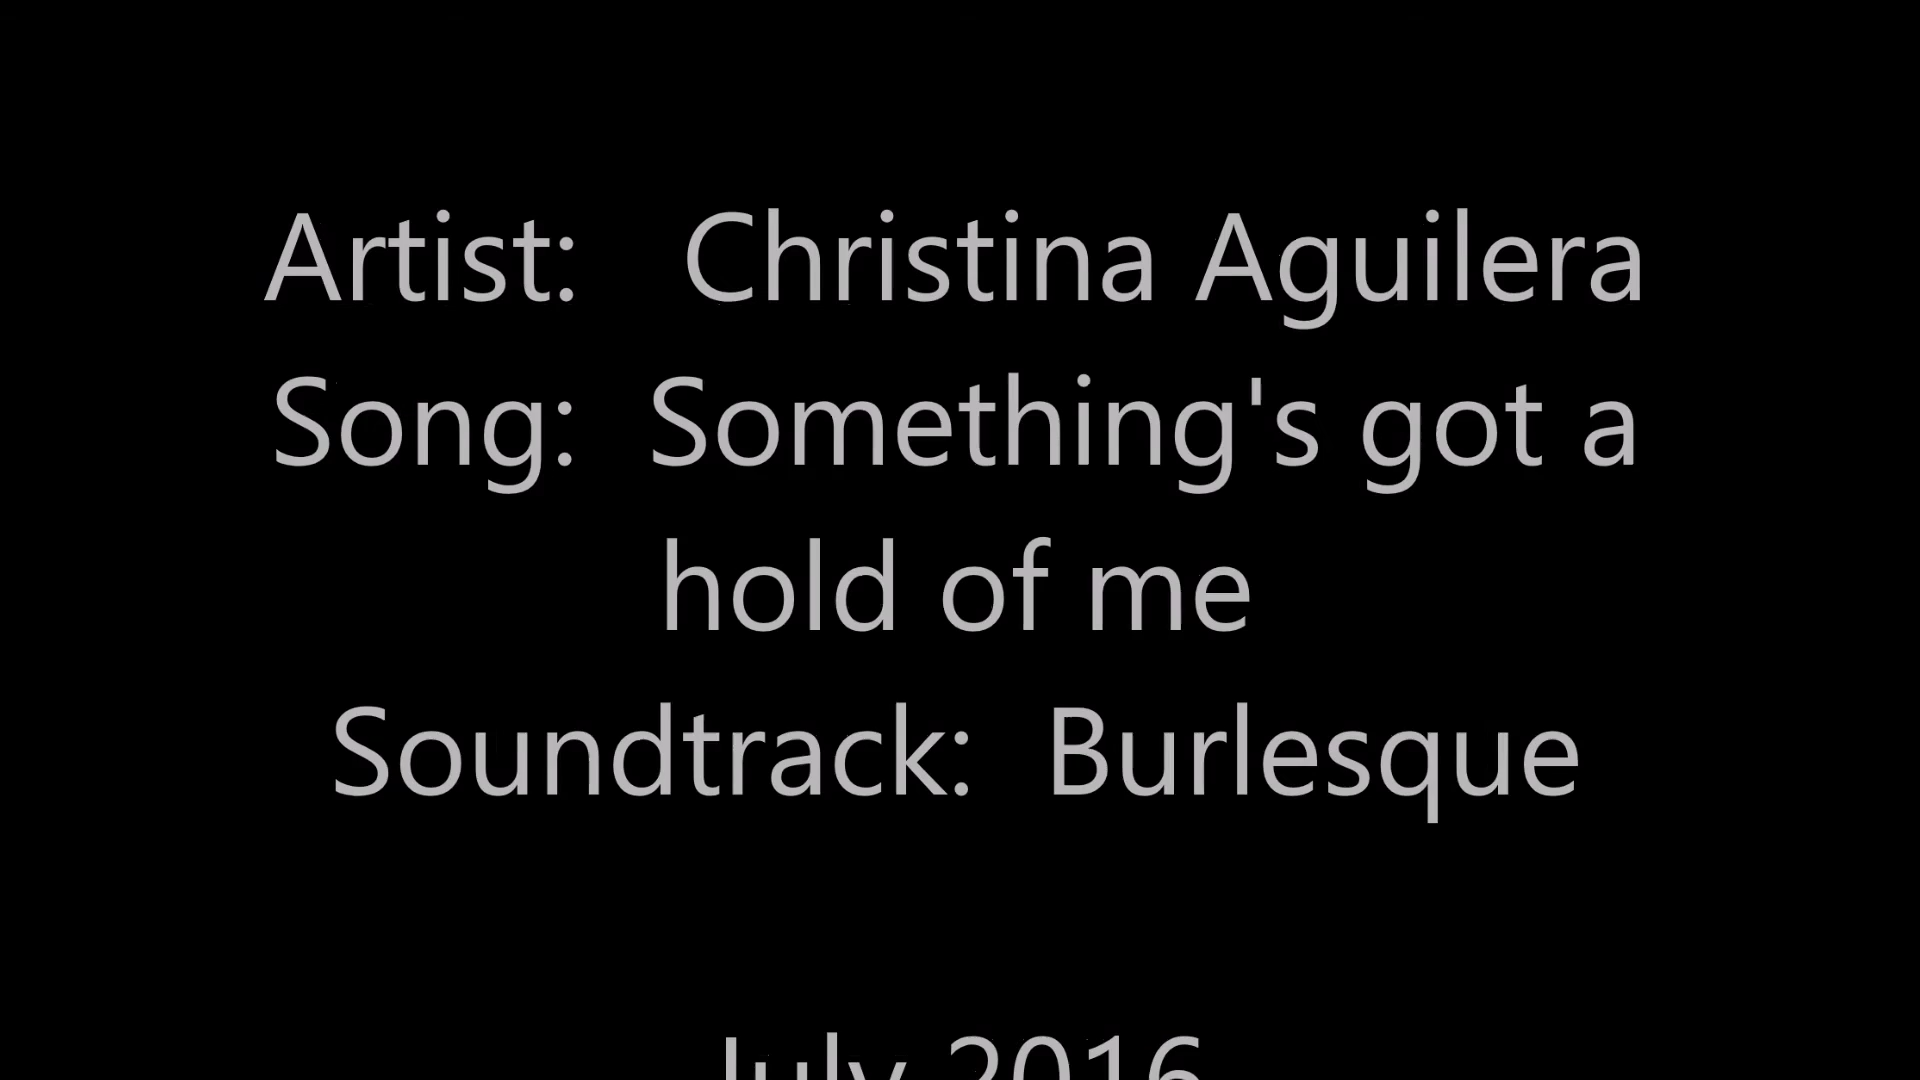 Artist: Christina Aguilera
Song: Something's got a
hold of me
Soundtrack: Burlesque
July 2016